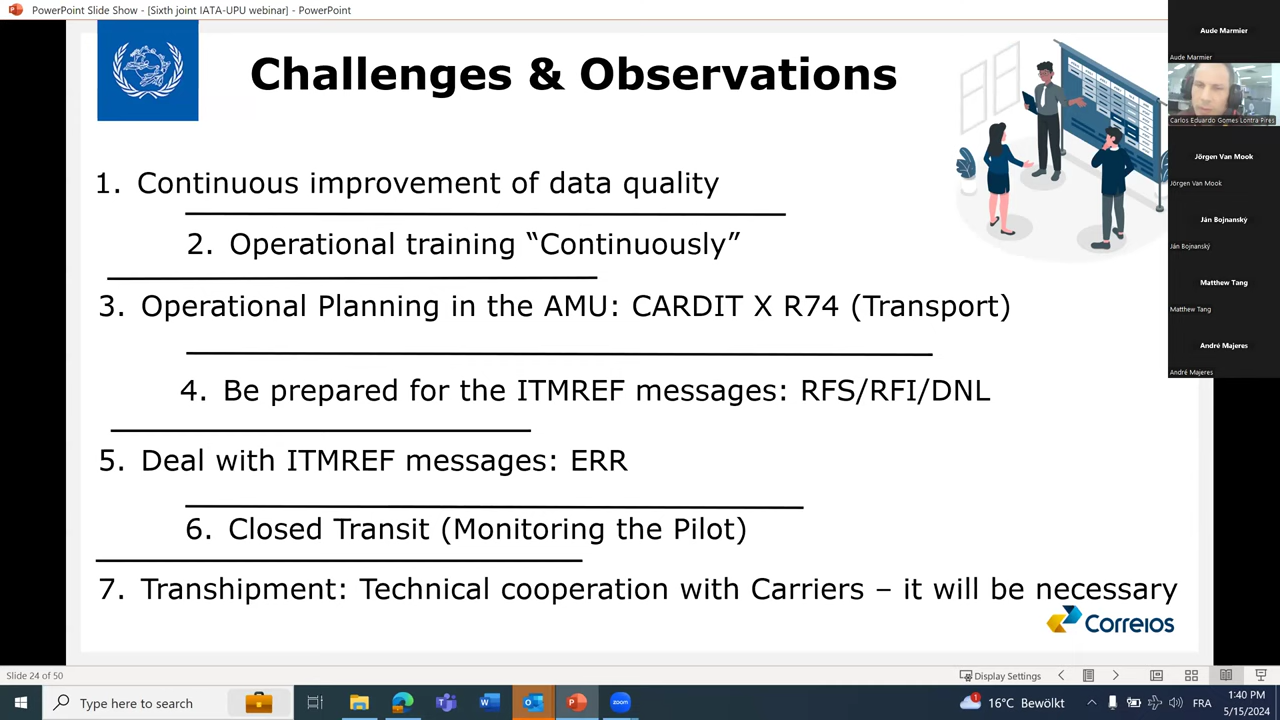 PowerPoint Slide Show - [Sixth joint IATA-UPU webinar] - PowerPoint
Challenges & Observations
1. Continuous improvement of data quality
2. Operational training “Continuously”
3. Operational Planning in the AMU: CARDIT X R74 (Transport)
4. Be prepared for the ITMREF messages: RFS/RFI/DNL
5. Deal with ITMREF messages: ERR
6. Closed Transit (Monitoring the Pilot)
7. Transhipment: Technical cooperation with Carriers – it will be necessary
Correios
Aude Marmier
Aude Marmier
Carlos Eduardo Gomes Lontra Pires
Jörgen Van Mook
Jörgen Van Mook
Ján Bojnanský
Ján Bojnanský
Matthew Tang
Matthew Tang
André Majeres
André Majeres
Slide 24 of 50
Display Settings
Type here to search
zoom
1
16°C Bewölkt
FRA
1:40 PM
5/15/2024